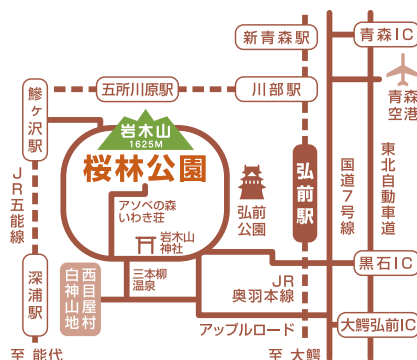 新青森駅
青森IC
五所川原駅
川部駅
青森
空港
鰺ヶ沢駅
岩木山
1625M
桜林公園
弘前駅
国道7号線
東北自動車道
アソベの森
いわき荘
弘前
公園
JR五能線
岩木山
神社
三本柳
温泉
西目屋村
白神山地
深浦駅
黒石IC
JR
奥羽本線
アップルロード
大鰐弘前IC
至 能代
至 大鰐